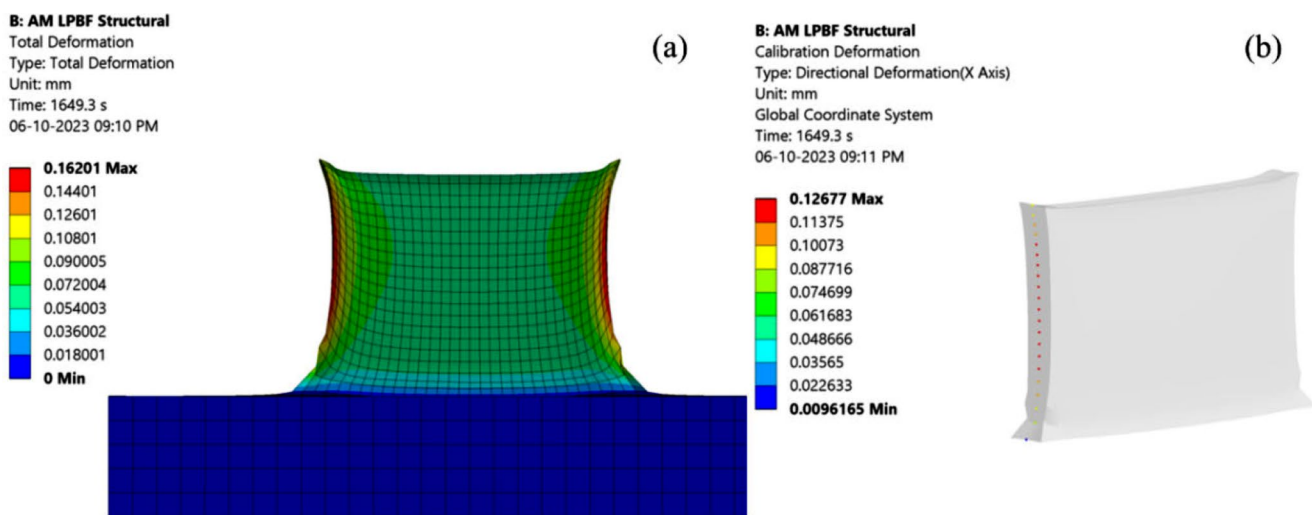 B: AM LPBF Structural
Total Deformation
Type: Total Deformation
Unit: mm
Time: 1649.3 s
06-10-2023 09:10 PM
(a)
0.16201 Max
0.14401
0.12601
0.10801
0.090005
0.072004
0.054003
0.036002
0.018001
0 Min
B: AM LPBF Structural
Calibration Deformation
Type: Directional Deformation(X Axis)
Unit: mm
Global Coordinate System
Time: 1649.3 s
06-10-2023 09:11 PM
(b)
0.12677 Max
0.11375
0.10073
0.087716
0.074699
0.061683
0.048666
0.03565
0.022633
0.0096165 Min